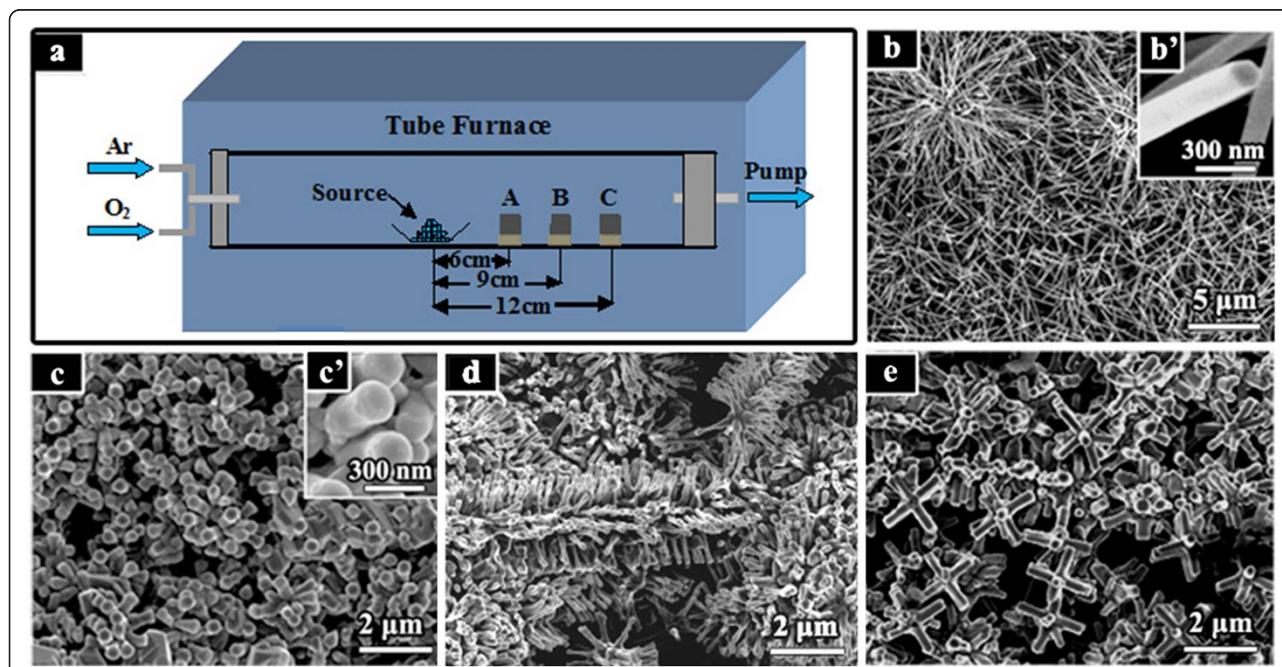 a
Tube Furnace
Ar
O2
Source
A B C
6cm
9cm
12cm
Pump
b
b’
300 nm
5 μm
c
c’
300 nm
2 μm
d
2 μm
e
2 μm